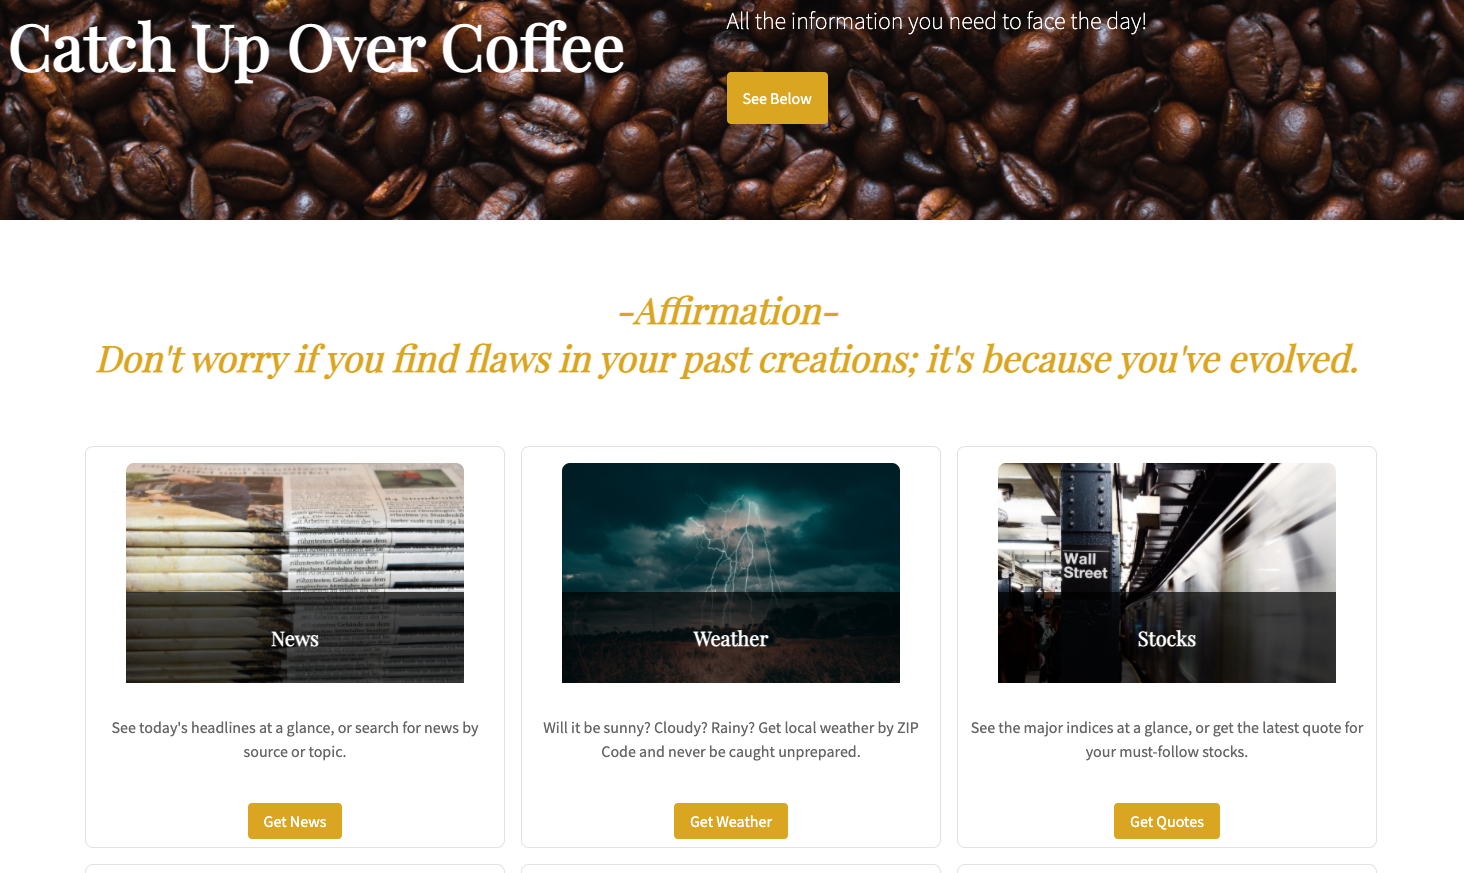 Catch Up Over Coffee
All the information you need to face the day!
See Below
-Affirmation-
Don't worry if you find flaws in your past creations; it's because you've evolved.
News
See today's headlines at a glance, or search for news by
source or topic.
Get News
Weather
Will it be sunny? Cloudy? Rainy? Get local weather by ZIP
Code and never be caught unprepared.
Get Weather
Wall
Street
Stocks
See the major indices at a glance, or get the latest quote for
your must-follow stocks.
Get Quotes